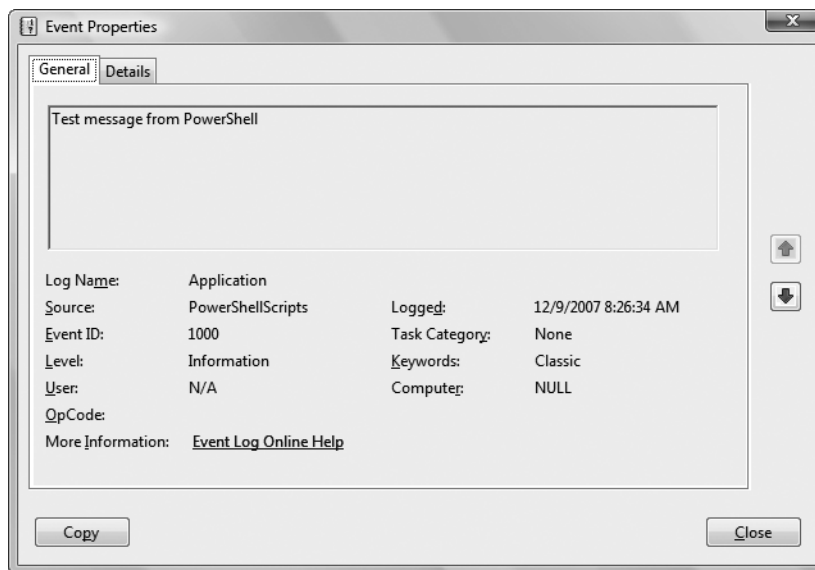 Event Properties
X
General Details
Test message from PowerShell
Log Name: Application
Source: PowerShellScripts Logged: 12/9/2007 8:26:34 AM
Event ID: 1000 Task Category: None
Level: Information Keywords: Classic
User: N/A Computer: NULL
OpCode:
More Information: Event Log Online Help
Copy Close